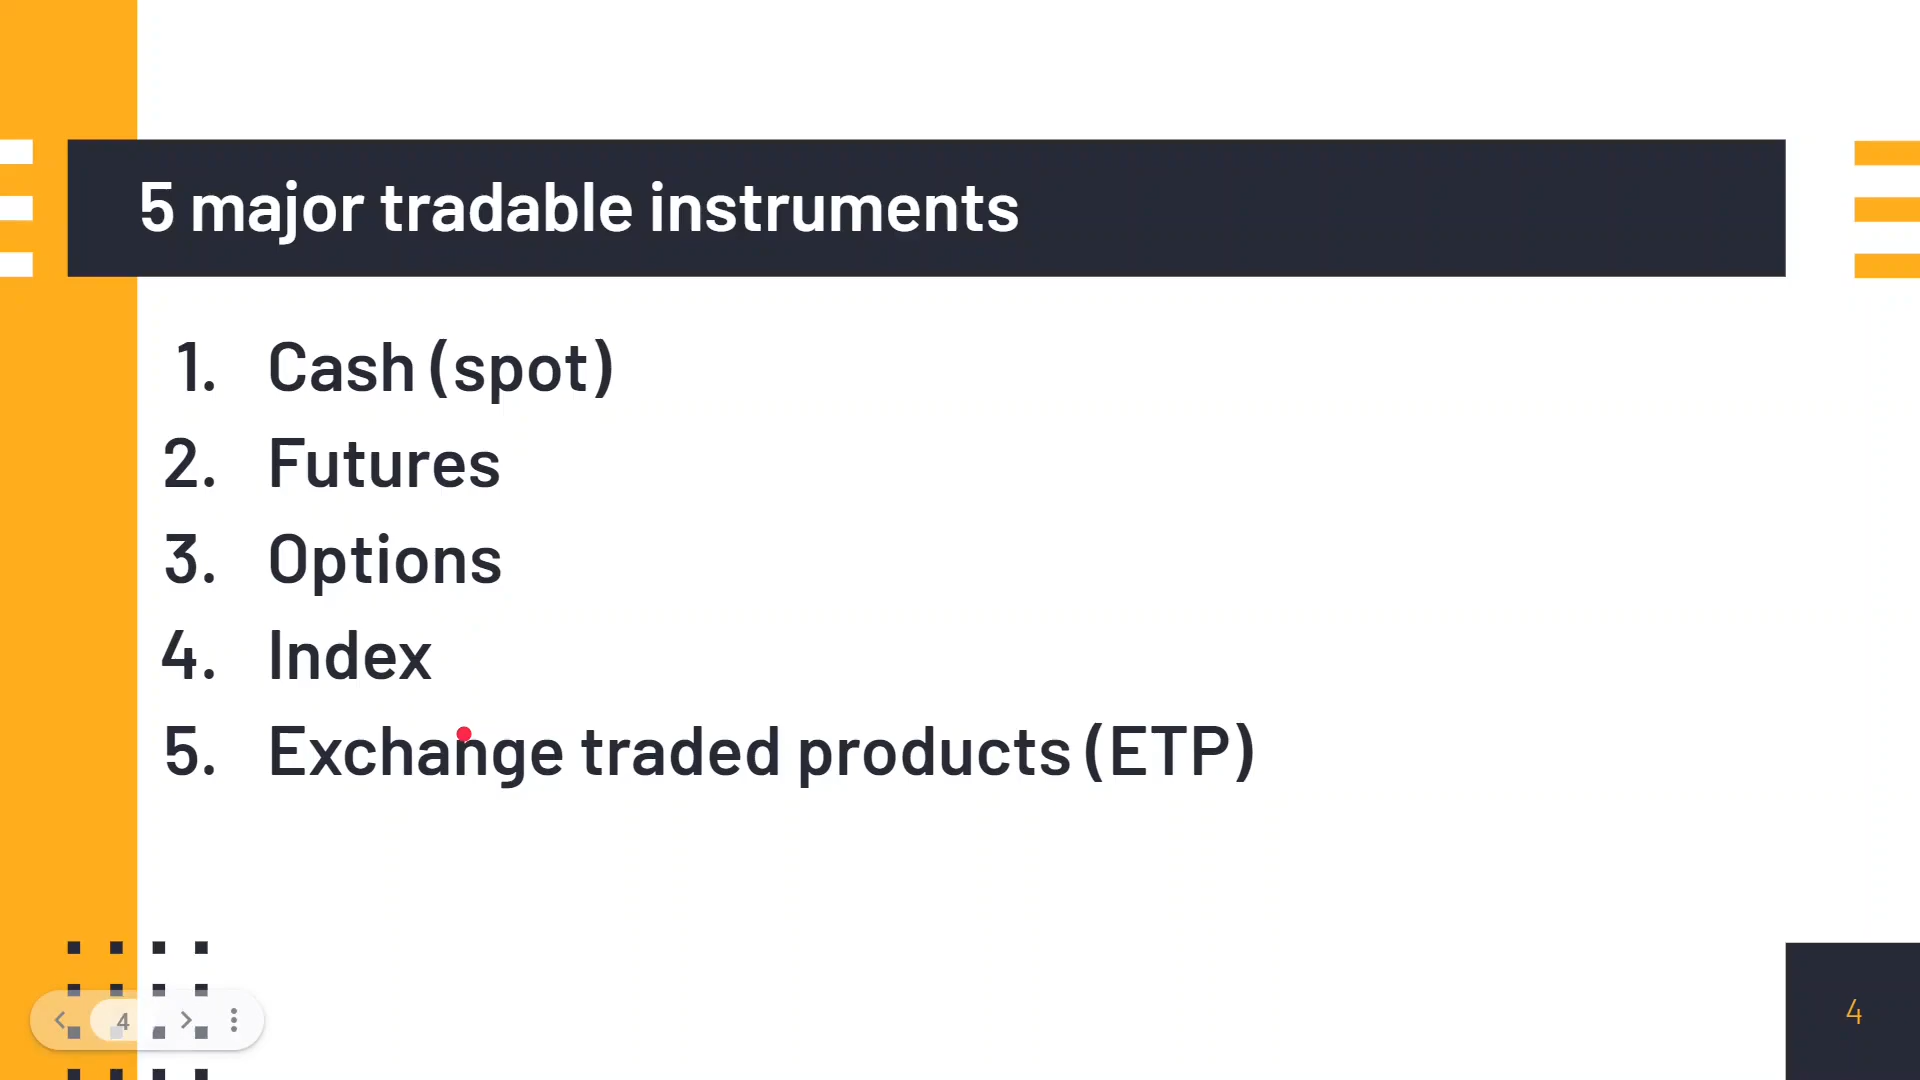 5 major tradable instruments
1. Cash (spot)
2. Futures
3. Options
4. Index
5. Exchange traded products (ETP)
4
4